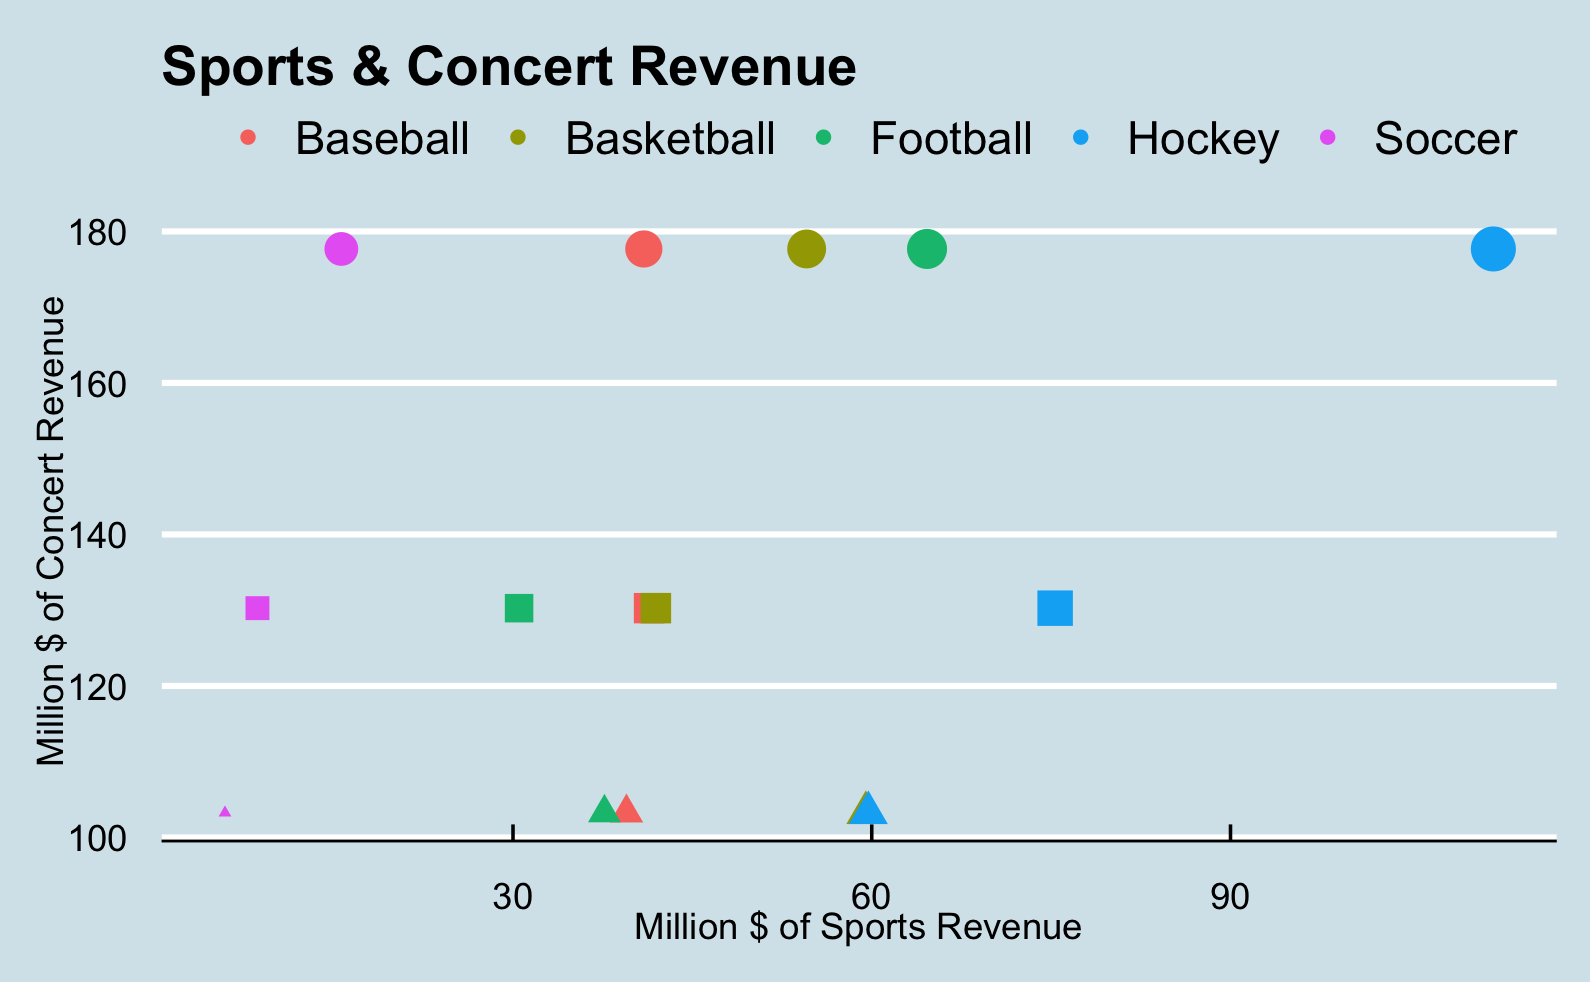 Sports & Concert Revenue
Baseball Basketball Football Hockey Soccer
Million $ of Concert Revenue
180
160
140
120
100
30 60 90
Million $ of Sports Revenue